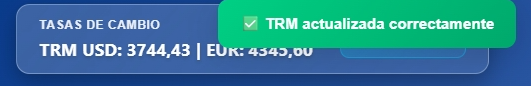 TASAS DE CAMBIO
✅ TRM actualizada correctamente
TRM USD: 3744,43 | EUR: 4345,60